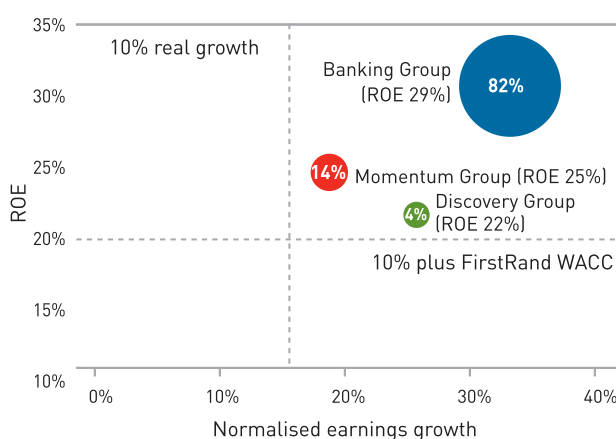 35%
10% real growth
Banking Group
(ROE 29%)
82%
30%
25%
14%
Momentum Group (ROE 25%)
Discovery Group
(ROE 22%)
4%
ROE
20%
10% plus FirstRand WACC
15%
10%
0%
10%
20%
30%
40%
Normalised earnings growth